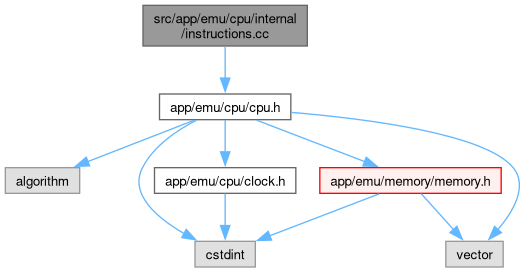 src/app/emu/cpu/internal
/instructions.cc
app/emu/cpu/cpu.h
algorithm
app/emu/cpu/clock.h
app/emu/memory/memory.h
cstdint
vector